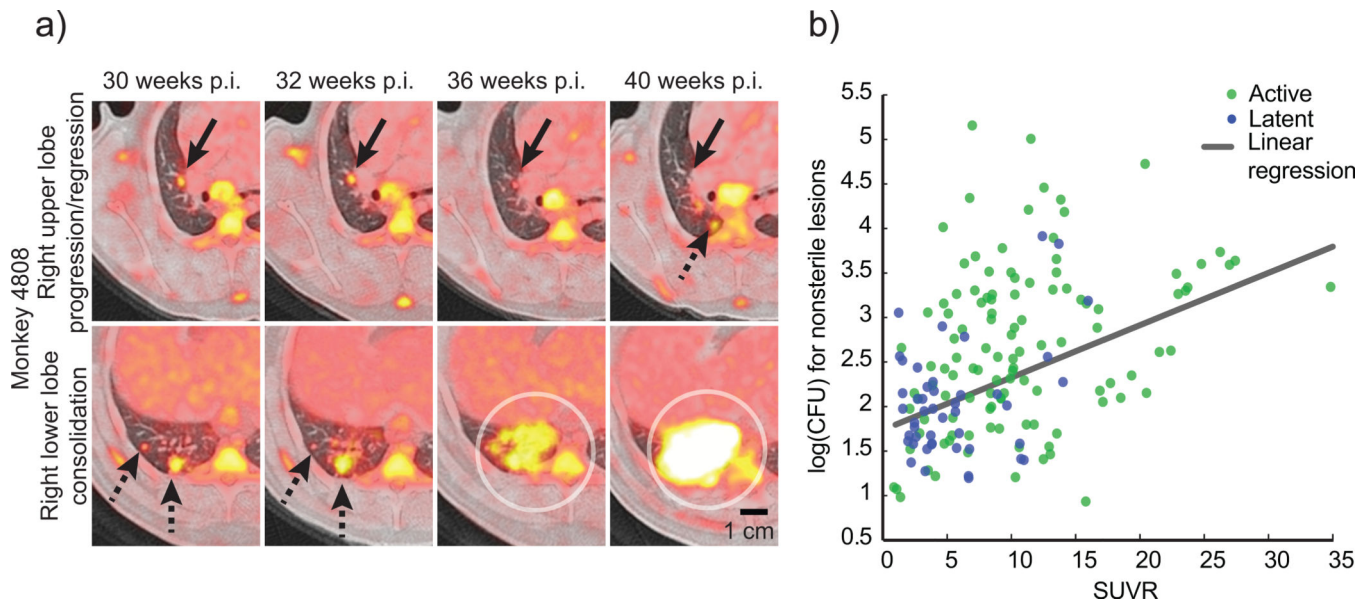 a)
30 weeks p.i.
32 weeks p.i.
36 weeks p.i.
40 weeks p.i.
Monkey 4808
Right upper lobe
progression/regression
Right lower lobe
consolidation
1 cm
b)
log(CFU) for nonsterile lesions
5.5
5
4.5
4
3.5
3
2.5
2
1.5
1
0.5
0
5
10
15
20
25
30
35
SUVR
Active
Latent
Linear
regression